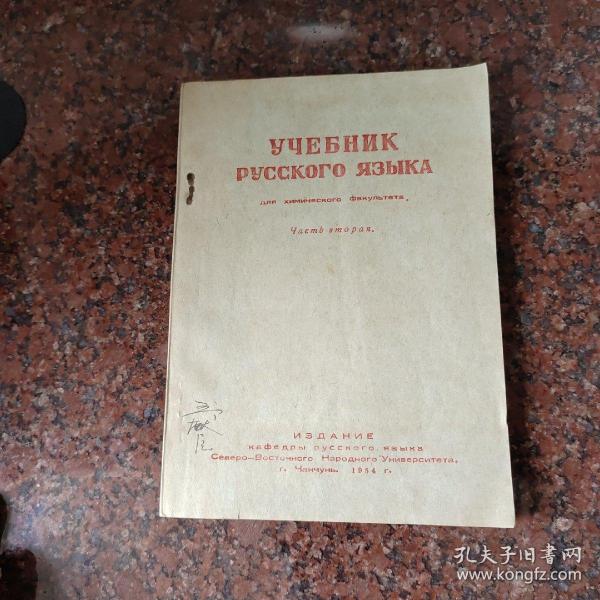 УЧЕБНИК
РУССКОГО ЯЗЫКА
для химического факультета.
Часть вторая.
ИЗДАНИЕ
кафедры русского языка
Северо-Восточного Народного Университета.
г. Чанчунь. 1954 г.
孔夫子旧书网
www.kongfz.com